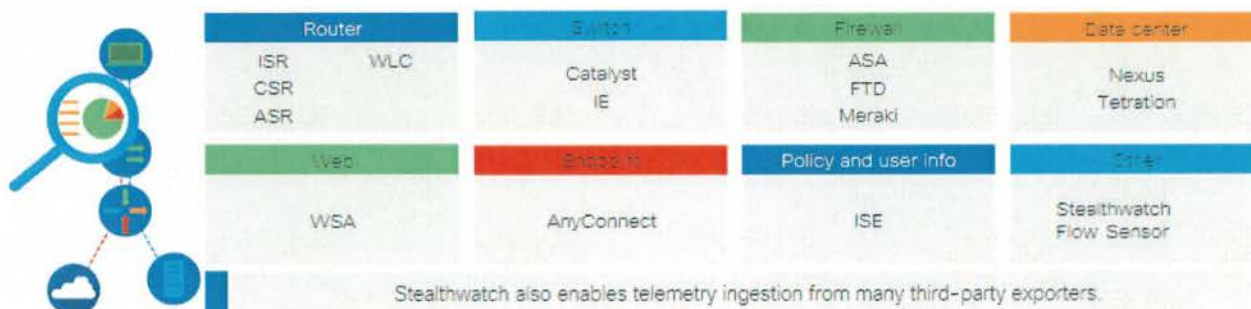 Router
ISR WLC
CSR
ASR
Switch
Catalyst
IE
Firewall
ASA
FTD
Meraki
Data center
Nexus
Tetration
Web
WSA
Endpoint
AnyConnect
Policy and user info
ISE
Other
Stealthwatch
Flow Sensor
Stealthwatch also enables telemetry ingestion from many third-party exporters.